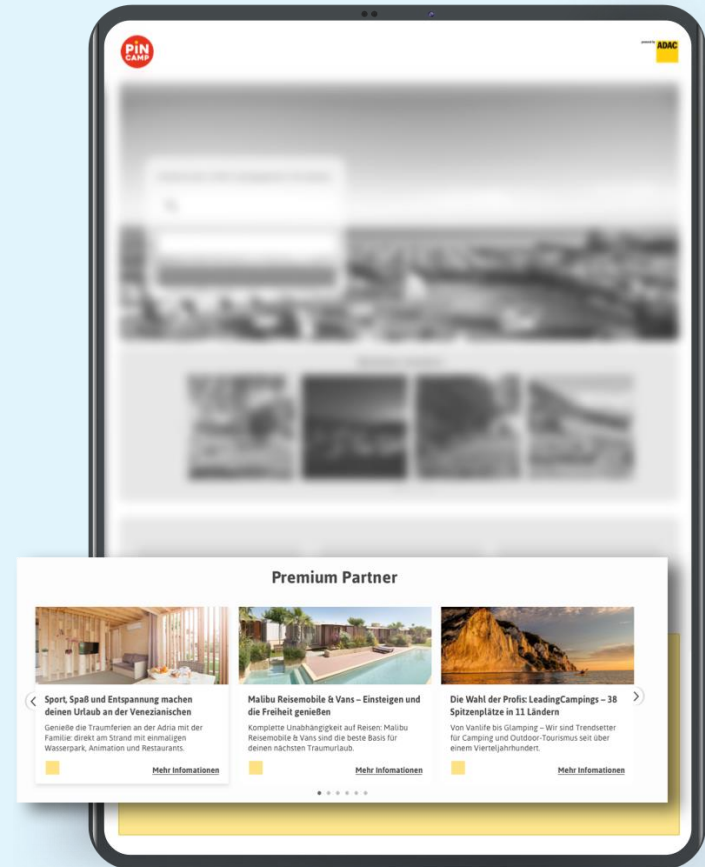 PiN
CAMP
powered by ADAC
Premium Partner
Sport, Spaß und Entspannung machen
deinen Urlaub an der Venezianischen
Genieße die Traumferien an der Adria mit der
Familie: direkt am Strand mit einmaligen
Wasserpark, Animation und Restaurants.
Mehr Infomationen
Malibu Reisemobile & Vans – Einsteigen und
die Freiheit genießen
Komplette Unabhängigkeit auf Reisen: Malibu
Reisemobile & Vans sind die beste Basis für
deinen nächsten Traumurlaub.
Mehr Infomationen
Die Wahl der Profis: LeadingCampings – 38
Spitzenplätze in 11 Ländern
Von Vanlife bis Glamping – Wir sind Trendsetter
für Camping und Outdoor-Tourismus seit über
einem Vierteljahrhundert.
Mehr Infomationen